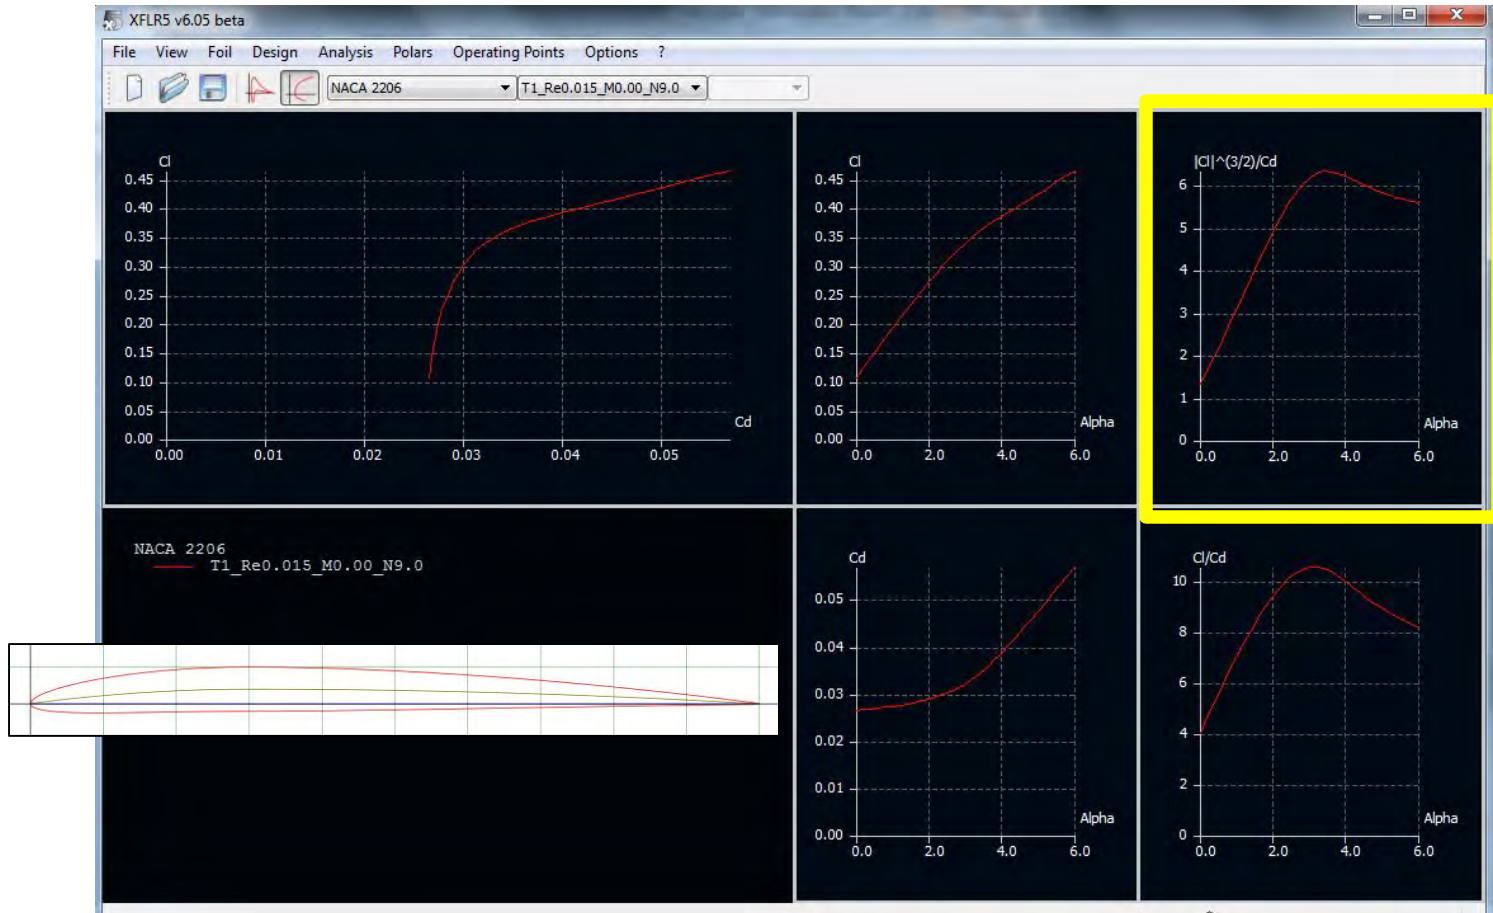 XFLR5 v6.05 beta
File View Foil Design Analysis Polars Operating Points Options ?
NACA 2206 T1_Re0.015_M0.00_N9.0
Cl
0.45
0.40
0.35
0.30
0.25
0.20
0.15
0.10
0.05
0.00
Cd
0.00 0.01 0.02 0.03 0.04 0.05
Cl
0.45
0.40
0.35
0.30
0.25
0.20
0.15
0.10
0.05
0.00
Alpha
0.0 2.0 4.0 6.0
|Cl|^(3/2)/Cd
6
5
4
3
2
1
0
Alpha
0.0 2.0 4.0 6.0
NACA 2206
T1_Re0.015_M0.00_N9.0
Cd
0.05
0.04
0.03
0.02
0.01
0.00
Alpha
0.0 2.0 4.0 6.0
Cl/Cd
10
8
6
4
2
0
Alpha
0.0 2.0 4.0 6.0